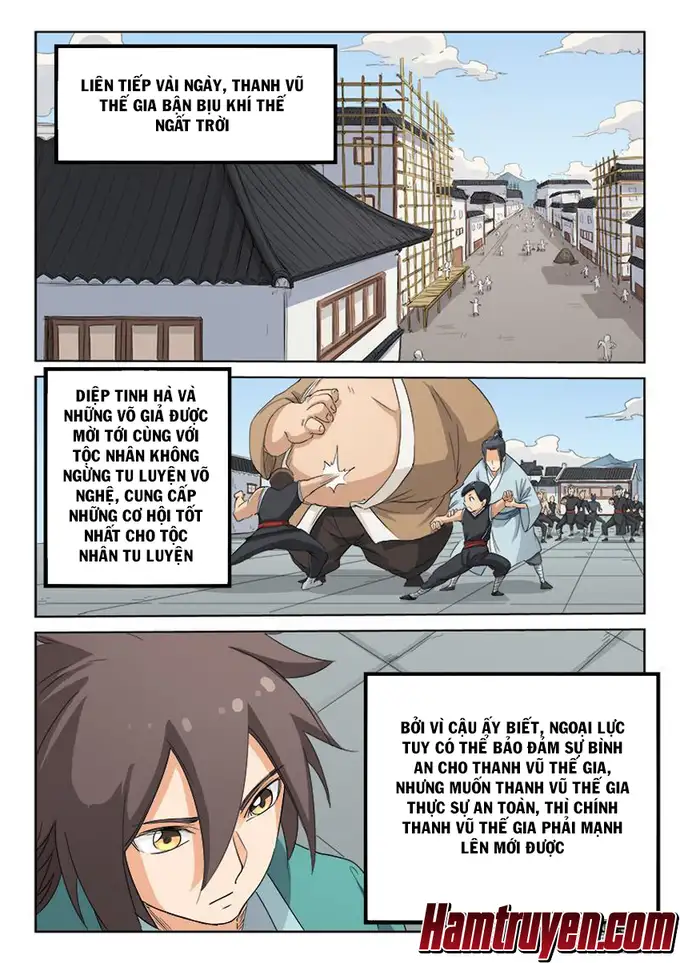 LIÊN TIẾP VÀI NGÀY, THANH VŨ
THẾ GIA BẬN BỊU KHÍ THẾ
NGẤT TRỜI
DIỆP TINH HÀ VÀ
NHỮNG VÕ GIẢ ĐƯỢC
MỜI TỚI CÙNG VỚI
TỘC NHÂN KHÔNG
NGỪNG TU LUYỆN VÕ
NGHỆ, CUNG CẤP
NHỮNG CƠ HỘI TỐT
NHẤT CHO TỘC
NHÂN TU LUYỆN
BỞI VÌ CẬU ẤY BIẾT, NGOẠI LỰC
TUY CÓ THỂ BẢO ĐẢM SỰ BÌNH
AN CHO THANH VŨ THẾ GIA,
NHƯNG MUỐN THANH VŨ THẾ GIA
THỰC SỰ AN TOÀN, THÌ CHÍNH
THANH VŨ THẾ GIA PHẢI MẠNH
LÊN MỚI ĐƯỢC
Hamtruyen.com